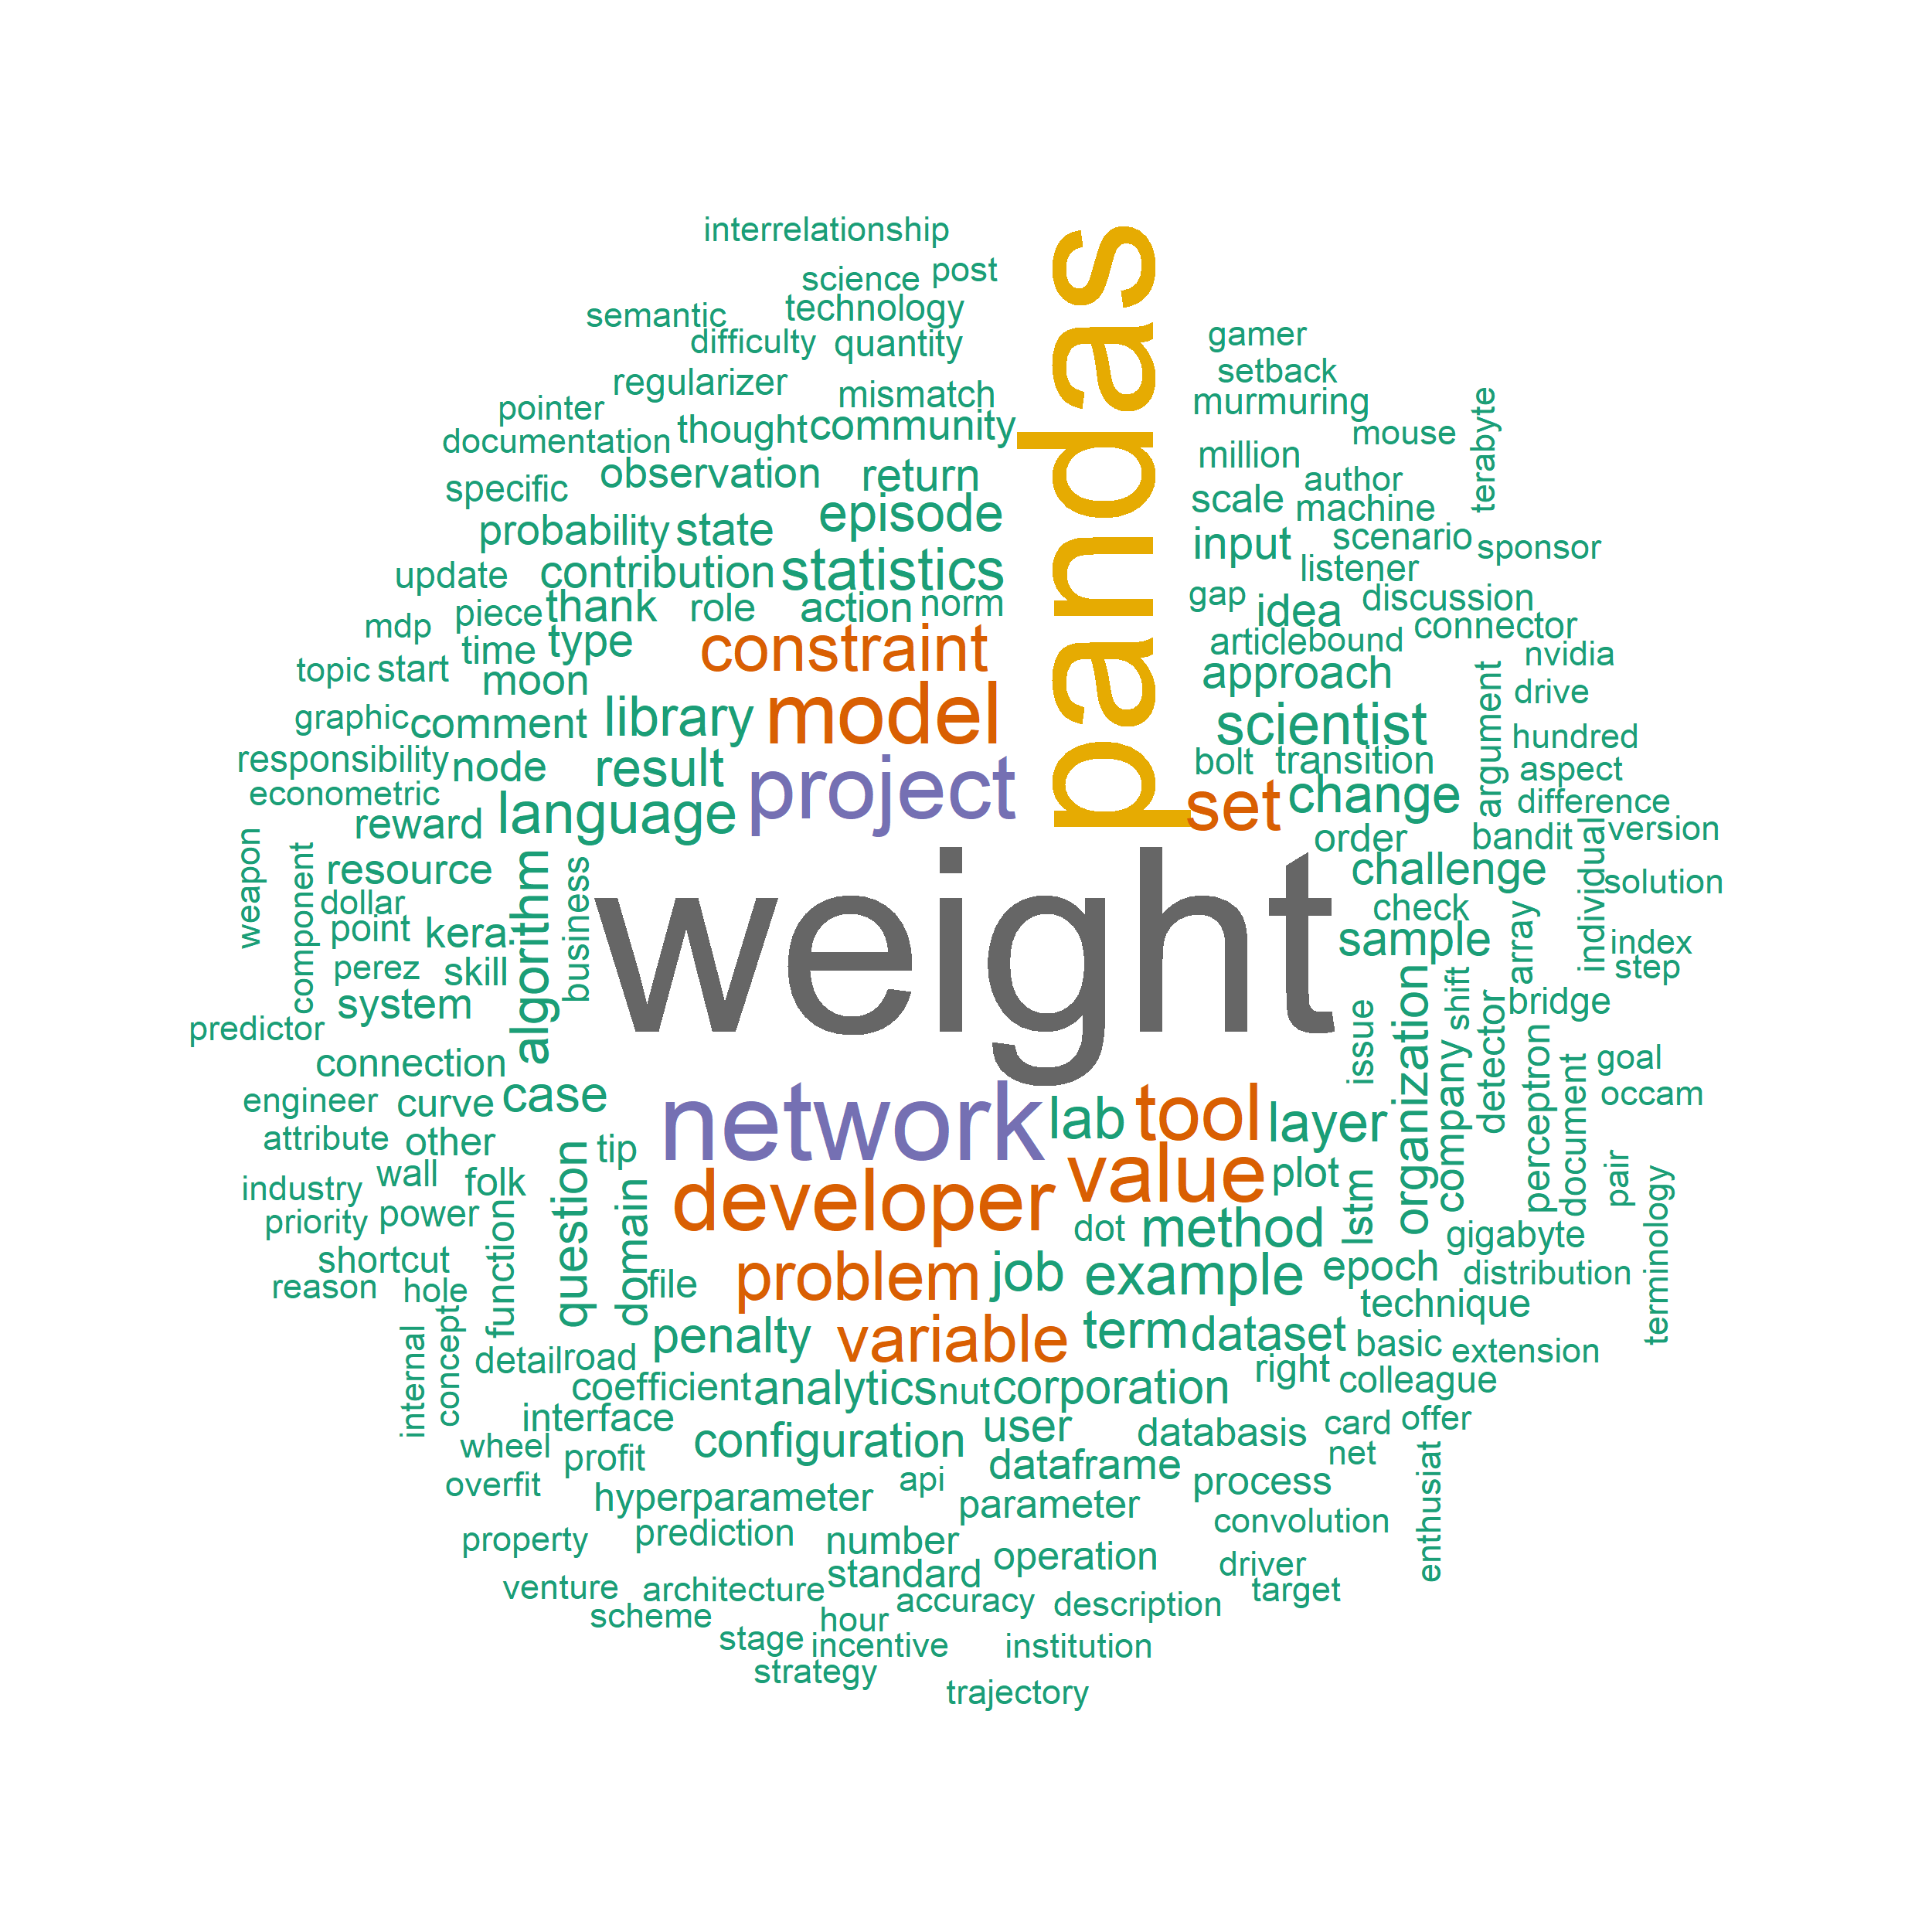 interrelationship
science
post
semantic
technology
difficulty
quantity
gamer
setback
regularizer
mismatch
murmuring
pointer
pandas
documentation
thought
community
mouse
terabyte
million
observation
return
author
specific
scale
machine
episode
probability
state
input
scenario
sponsor
update
contribution
statistics
listener
gap
idea
discussion
mdp
piece
thank
role
action
norm
article
bound
connector
time
type
constraint
nvidia
topic
start
moon
approach
argument
drive
graphic
comment
library
model
scientist
hundred
responsibility
node
result
project
bolt
transition
aspect
econometric
set
change
difference
reward
language
order
bandit
individual
version
weapon
component
resource
algorithm
business
weight
challenge
solution
dollar
check
array
point
kera
sample
index
perez
skill
step
system
organization
shift
bridge
predictor
issue
company
detector
connection
perceptron
document
goal
engineer
curve
case
network
lab
tool
layer
occam
attribute
other
question
tip
industry
wall
folk
developer
value
plot
lstm
pair
terminology
priority
power
function
domain
dot
method
gigabyte
shortcut
reason
hole
file
problem
job
example
epoch
distribution
technique
internal
concept
detail
road
penalty
variable
term
dataset
basic
extension
coefficient
analytics
nut
corporation
right
colleague
interface
configuration
user
databasis
card
offer
wheel
profit
dataframe
net
overfit
api
process
enthusiat
hyperparameter
parameter
convolution
property
prediction
number
operation
driver
standard
venture
architecture
accuracy
description
target
scheme
hour
stage
incentive
institution
strategy
trajectory